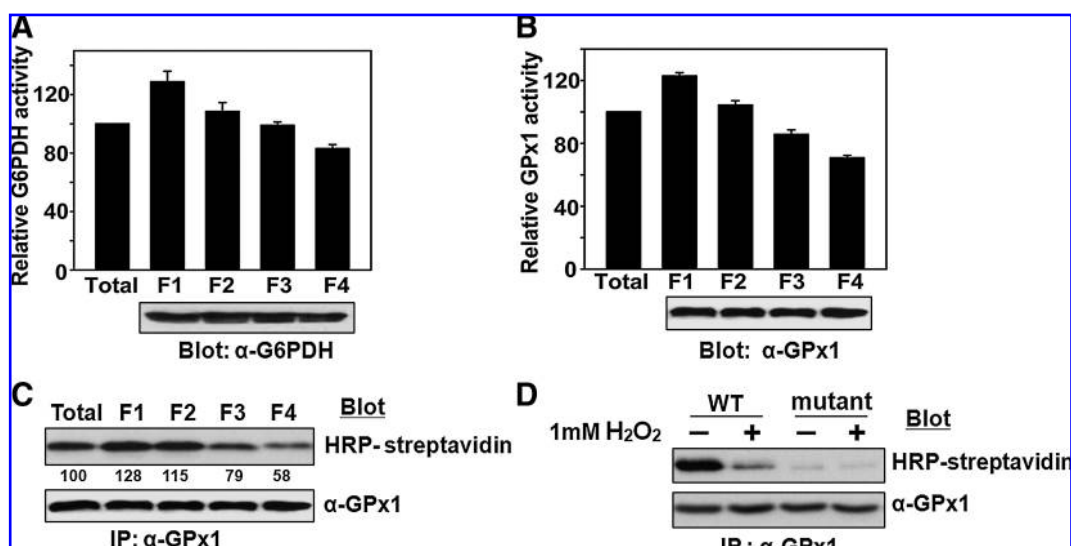 A
Relative G6PDH activity
120
80
40
0
Total F1 F2 F3 F4
Blot: α-G6PDH
B
Relative GPx1 activity
120
80
40
0
Total F1 F2 F3 F4
Blot: α-GPx1
C
Total F1 F2 F3 F4 Blot
HRP-streptavidin
100 128 115 79 58
α-GPx1
IP: α-GPx1
D
WT mutant Blot
1mM H₂O₂ − + − +
HRP-streptavidin
α-GPx1
IP: α-GPx1